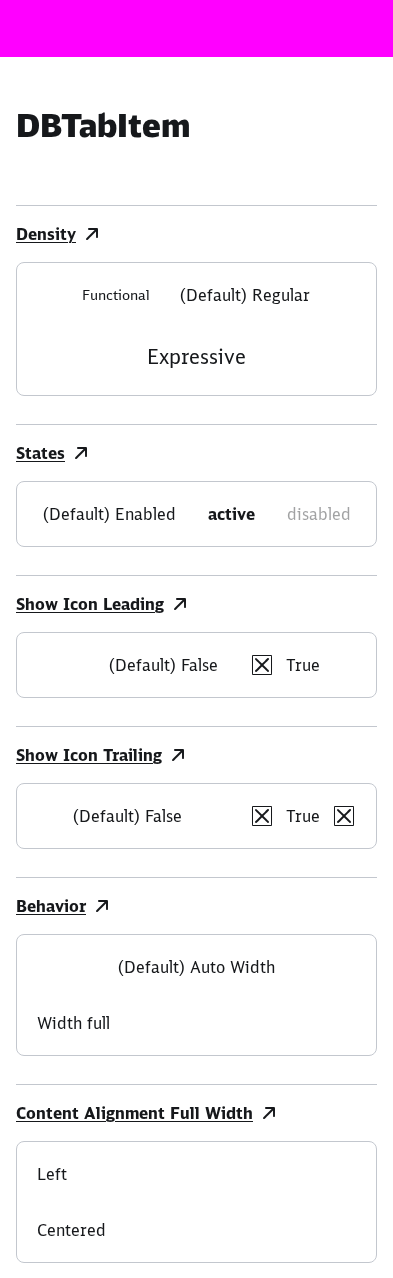 DBTabItem
Density
Functional (Default) Regular
Expressive
States
(Default) Enabled active disabled
Show Icon Leading
(Default) False True
Show Icon Trailing
(Default) False True
Behavior
(Default) Auto Width
Width full
Content Alignment Full Width
Left
Centered